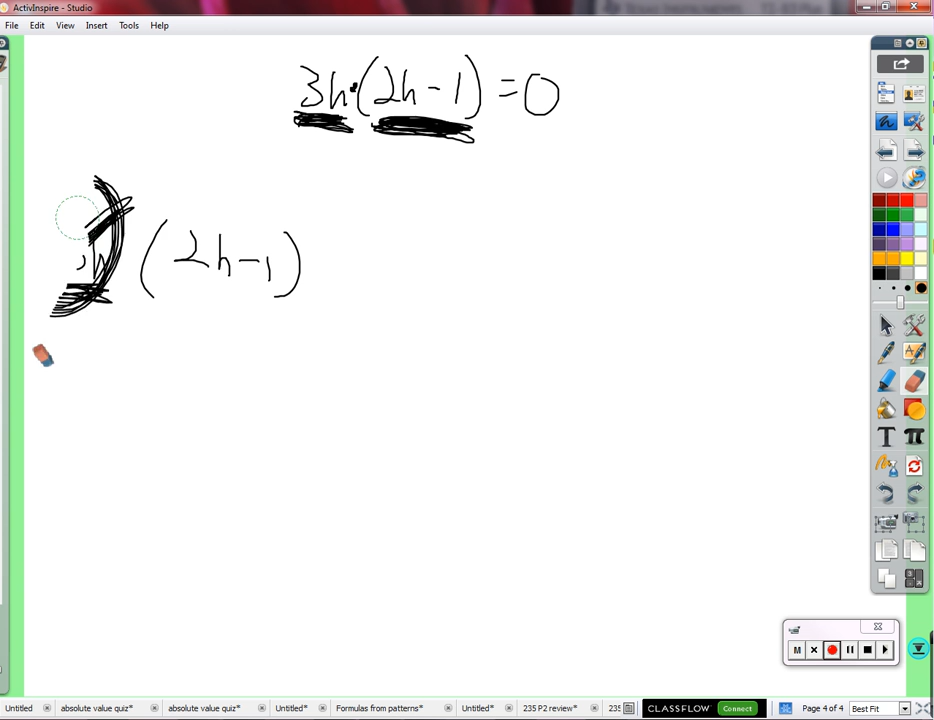 ActivInspire - Studio
File Edit View Insert Tools Help
3h·(2h-1)=0
h (2h-1)
T π
M
Untitled absolute value quiz* absolute value quiz* Untitled* Formulas from patterns* Untitled* 235 P2 review* 235 CLASSFLOW Connect Page 4 of 4 Best Fit